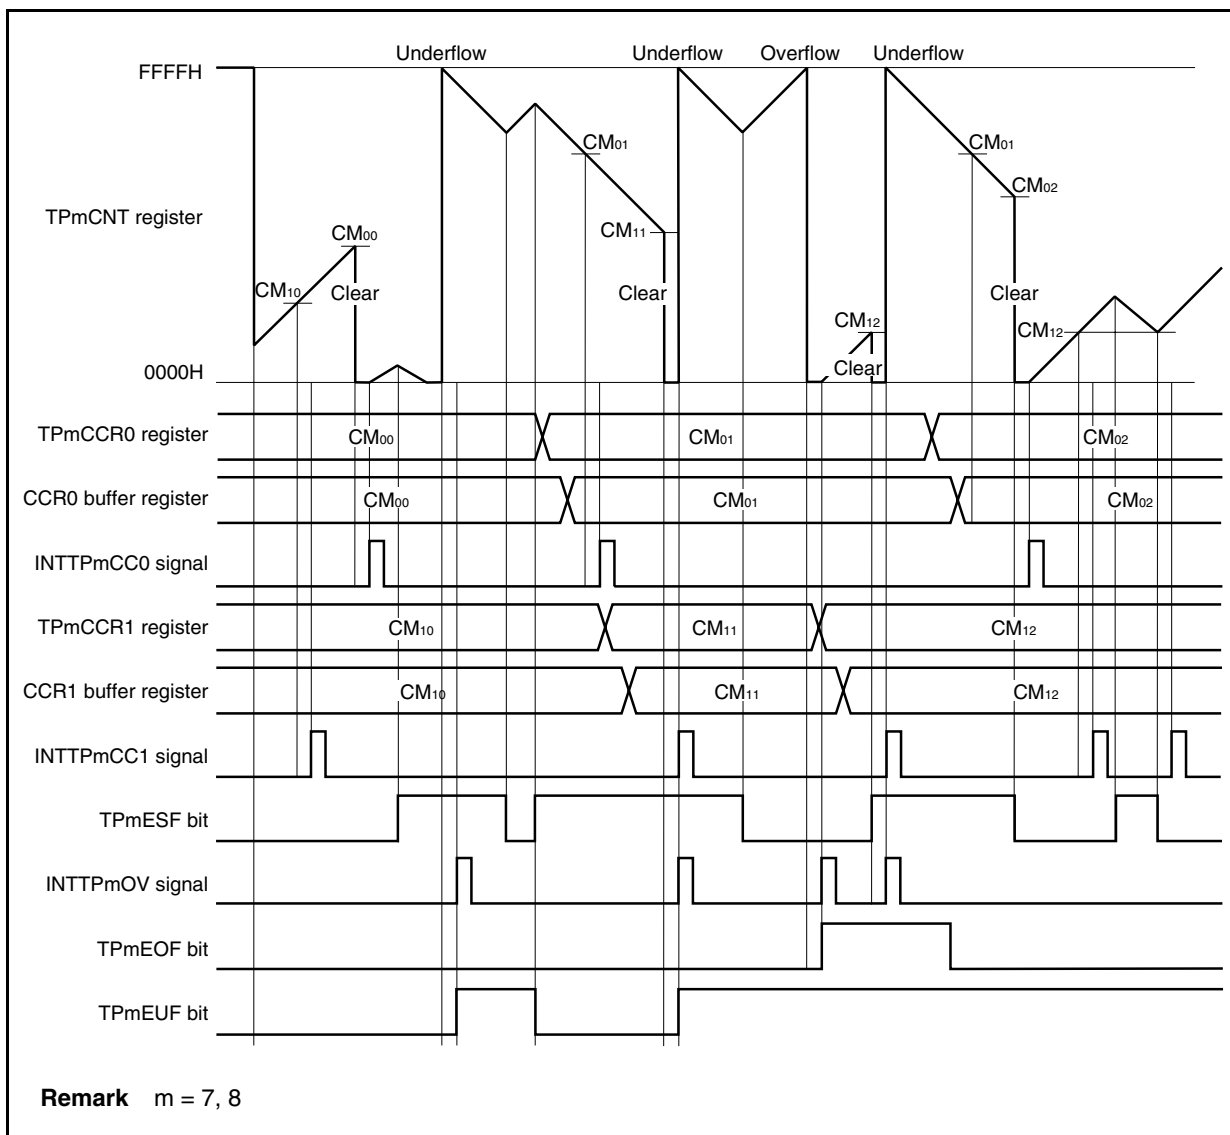 Underflow Underflow Overflow Underflow
FFFFH
CM01 CM01
CM02
TPmCNT register
CM00 CM11
CM10 Clear Clear Clear
CM12 CM12
0000H Clear
TPmCCR0 register CM00 CM01 CM02
CCR0 buffer register CM00 CM01 CM02
INTTPmCC0 signal
TPmCCR1 register CM10 CM11 CM12
CCR1 buffer register CM10 CM11 CM12
INTTPmCC1 signal
TPmESF bit
INTTPmOV signal
TPmEOF bit
TPmEUF bit
Remark m = 7, 8